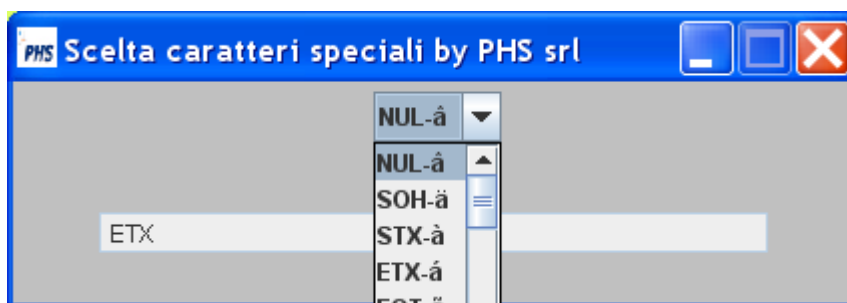 PHS Scelta caratteri speciali by PHS srl
NUL-â
NUL-â
SOH-ä
STX-à
ETX
ETX-á